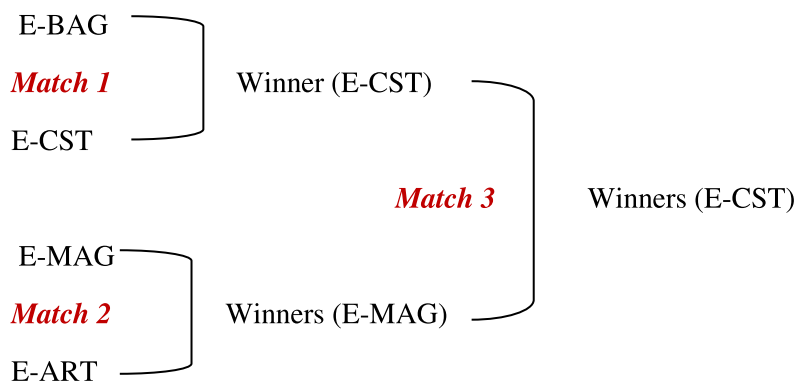 E-BAG
Match 1
Winner (E-CST)
E-CST
Match 3
Winners (E-CST)
E-MAG
Match 2
Winners (E-MAG)
E-ART